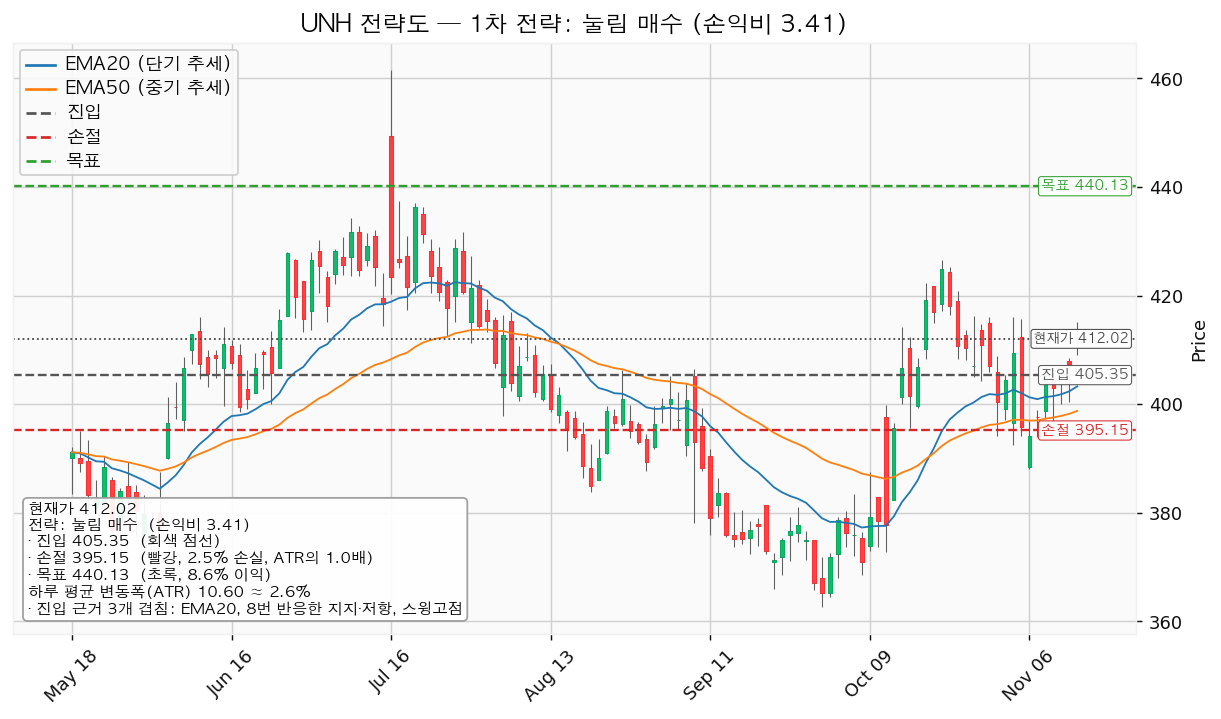 UNH 전략도 — 1차 전략: 눌림 매수 (손익비 3.41)
EMA20 (단기 추세)
EMA50 (중기 추세)
진입
손절
목표
460
440
420
400
380
360
Price
목표 440.13
현재가 412.02
진입 405.35
손절 395.15
현재가 412.02
전략: 눌림 매수 (손익비 3.41)
· 진입 405.35 (회색 점선)
· 손절 395.15 (빨강, 2.5% 손실, ATR의 1.0배)
· 목표 440.13 (초록, 8.6% 이익)
하루 평균 변동폭(ATR) 10.60 ≈ 2.6%
· 진입 근거 3개 겹침: EMA20, 8번 반응한 지지·저항, 스윙고점
May 18
Jun 16
Jul 16
Aug 13
Sep 11
Oct 09
Nov 06